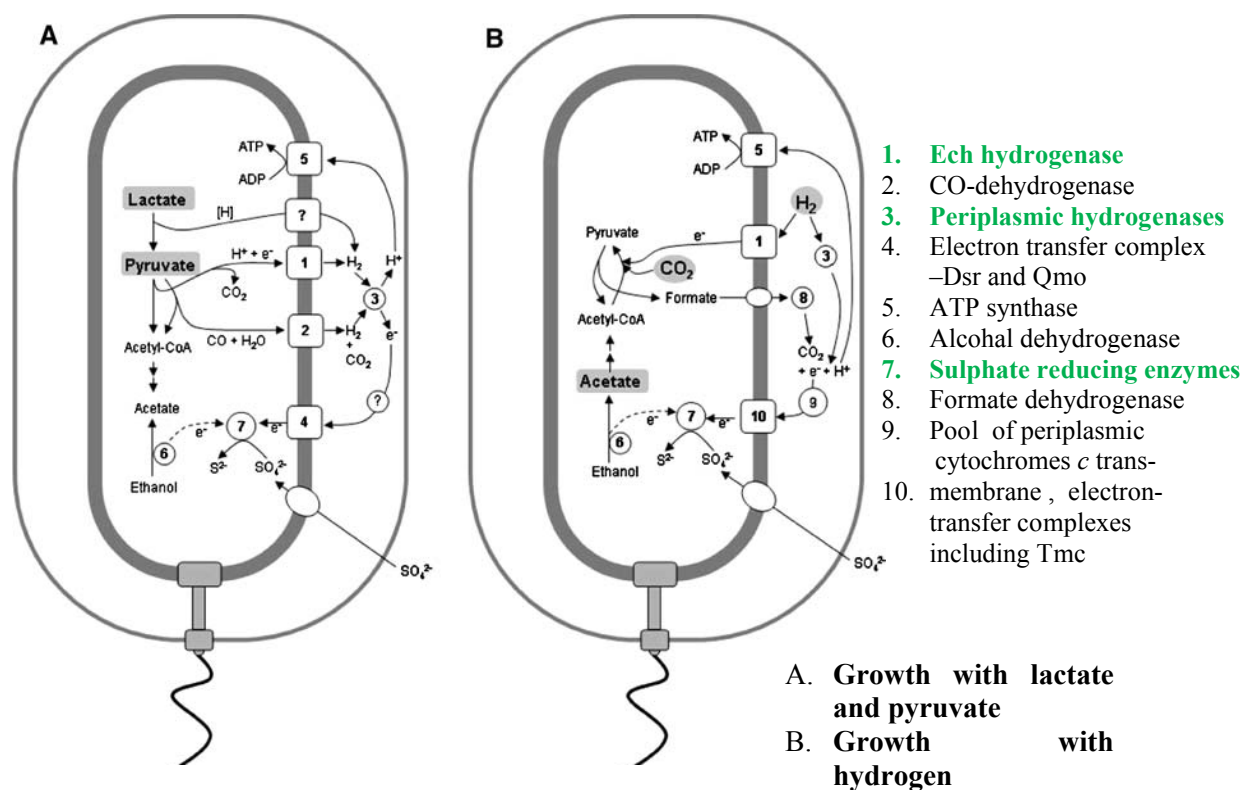 A
ATP
ADP
5
Lactate
[H]
?
Pyruvate
H⁺ + e⁻
1
H₂
H⁺
CO₂
3
2
H₂
+
CO₂
e⁻
Acetyl-CoA
CO + H₂O
?
Acetate
e⁻
7
e⁻
4
6
S²⁻
SO₄²⁻
Ethanol
SO₄²⁻
B
ATP
ADP
5
H₂
Pyruvate
e⁻
1
3
CO₂
Formate
8
Acetyl-CoA
CO₂
+ e⁻ + H⁺
Acetate
9
7
e⁻
10
e⁻
6
S²⁻
SO₄²⁻
Ethanol
SO₄²⁻
1. Ech hydrogenase
2. CO-dehydrogenase
3. Periplasmic hydrogenases
4. Electron transfer complex
–Dsr and Qmo
5. ATP synthase
6. Alcohal dehydrogenase
7. Sulphate reducing enzymes
8. Formate dehydrogenase
9. Pool of periplasmic
cytochromes c trans-
10. membrane , electron-
transfer complexes
including Tmc
A. Growth with lactate
and pyruvate
B. Growth with
hydrogen